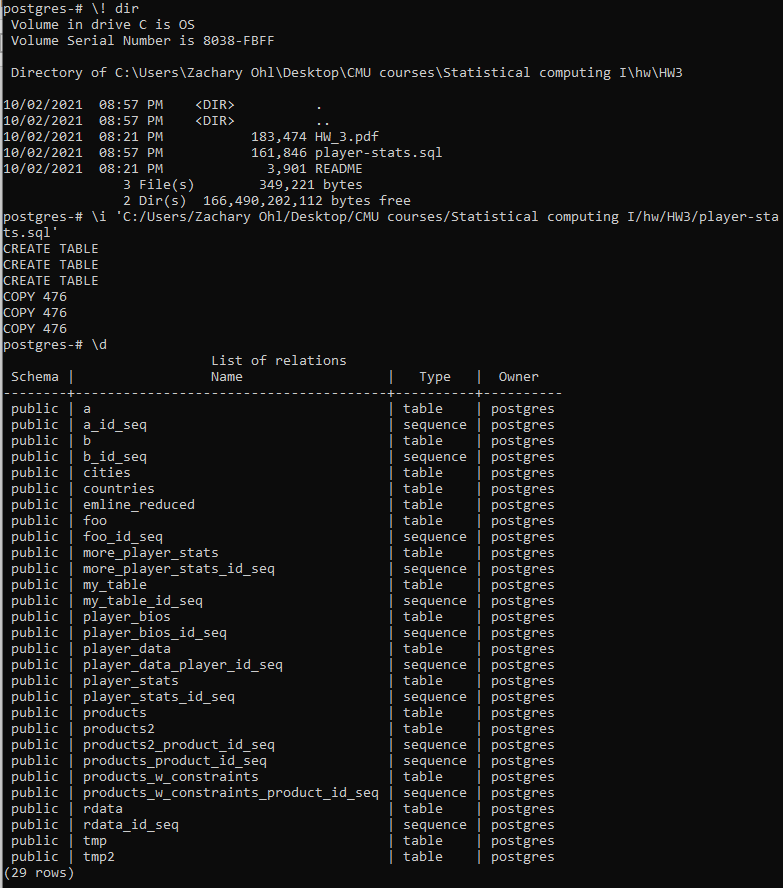 postgres-# \! dir
 Volume in drive C is OS
 Volume Serial Number is 8038-FBFF

 Directory of C:\Users\Zachary Ohl\Desktop\CMU courses\Statistical computing I\hw\HW3

10/02/2021  08:57 PM    <DIR>          .
10/02/2021  08:57 PM    <DIR>          ..
10/02/2021  08:21 PM           183,474 HW_3.pdf
10/02/2021  08:57 PM           161,846 player-stats.sql
10/02/2021  08:21 PM             3,901 README
               3 File(s)        349,221 bytes
               2 Dir(s)  166,490,202,112 bytes free
postgres-# \i 'C:/Users/Zachary Ohl/Desktop/CMU courses/Statistical computing I/hw/HW3/player-sta
ts.sql'
CREATE TABLE
CREATE TABLE
CREATE TABLE
COPY 476
COPY 476
COPY 476
postgres-# \d
                          List of relations
 Schema |                 Name                  |   Type   |  Owner
--------+---------------------------------------+----------+----------
 public | a                                     | table    | postgres
 public | a_id_seq                              | sequence | postgres
 public | b                                     | table    | postgres
 public | b_id_seq                              | sequence | postgres
 public | cities                                | table    | postgres
 public | countries                             | table    | postgres
 public | emline_reduced                        | table    | postgres
 public | foo                                   | table    | postgres
 public | foo_id_seq                            | sequence | postgres
 public | more_player_stats                     | table    | postgres
 public | more_player_stats_id_seq              | sequence | postgres
 public | my_table                              | table    | postgres
 public | my_table_id_seq                       | sequence | postgres
 public | player_bios                           | table    | postgres
 public | player_bios_id_seq                    | sequence | postgres
 public | player_data                           | table    | postgres
 public | player_data_player_id_seq             | sequence | postgres
 public | player_stats                          | table    | postgres
 public | player_stats_id_seq                   | sequence | postgres
 public | products                              | table    | postgres
 public | products2                             | table    | postgres
 public | products2_product_id_seq              | sequence | postgres
 public | products_product_id_seq               | sequence | postgres
 public | products_w_constraints                | table    | postgres
 public | products_w_constraints_product_id_seq | sequence | postgres
 public | rdata                                 | table    | postgres
 public | rdata_id_seq                          | sequence | postgres
 public | tmp                                   | table    | postgres
 public | tmp2                                  | table    | postgres
(29 rows)